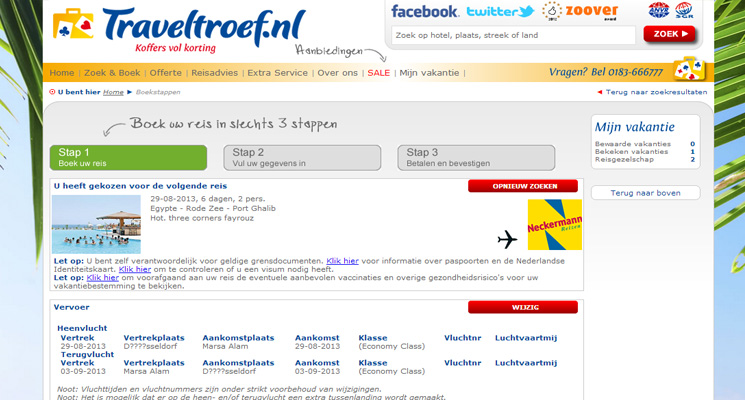 Traveltroef.nl
Koffers vol korting
facebook twitter zoover
ANVR SGR
Aanbiedingen
Zoek op hotel, plaats, streek of land
ZOEK
Home | Zoek & Boek | Offerte | Reisadvies | Extra Service | Over ons | SALE | Mijn vakantie
Vragen? Bel 0183-666777
U bent hier Home Boekstappen
Terug naar zoekresultaten
Boek uw reis in slechts 3 stappen
Stap 1
Boek uw reis
Stap 2
Vul uw gegevens in
Stap 3
Betalen en bevestigen
Mijn vakantie
Bewaarde vakanties 0
Bekeken vakanties 1
Reisgezelschap 2
Terug naar boven
U heeft gekozen voor de volgende reis
OPNIEUW ZOEKEN
29-08-2013, 6 dagen, 2 pers.
Egypte - Rode Zee - Port Ghalib
Hot. three corners fayrouz
Neckermann
Reizen
Let op: U bent zelf verantwoordelijk voor geldige grensdocumenten. Klik hier voor informatie over paspoorten en de Nederlandse
Identiteitskaart. Klik hier om te controleren of u een visum nodig heeft.
Let op: Klik hier om voorafgaand aan uw reis de eventuele aanbevolen vaccinaties en overige gezondheidsrisico's voor uw
vakantiebestemming te bekijken.
Vervoer
WIJZIG
Heenvlucht
Vertrek Vertrekplaats Aankomstplaats Aankomst Klasse Vluchtnr Luchtvaartmij
29-08-2013 D????sseldorf Marsa Alam 29-08-2013 (Economy Class)
Terugvlucht
Vertrek Vertrekplaats Aankomstplaats Aankomst Klasse Vluchtnr Luchtvaartmij
03-09-2013 Marsa Alam D????sseldorf 03-09-2013 (Economy Class)
Noot: Vluchttijden en vluchtnummers zijn onder strikt voorbehoud van wijzigingen.
Noot: Het is mogelijk dat er op de heen- en/of terugvlucht een extra tussenlanding wordt gemaakt.